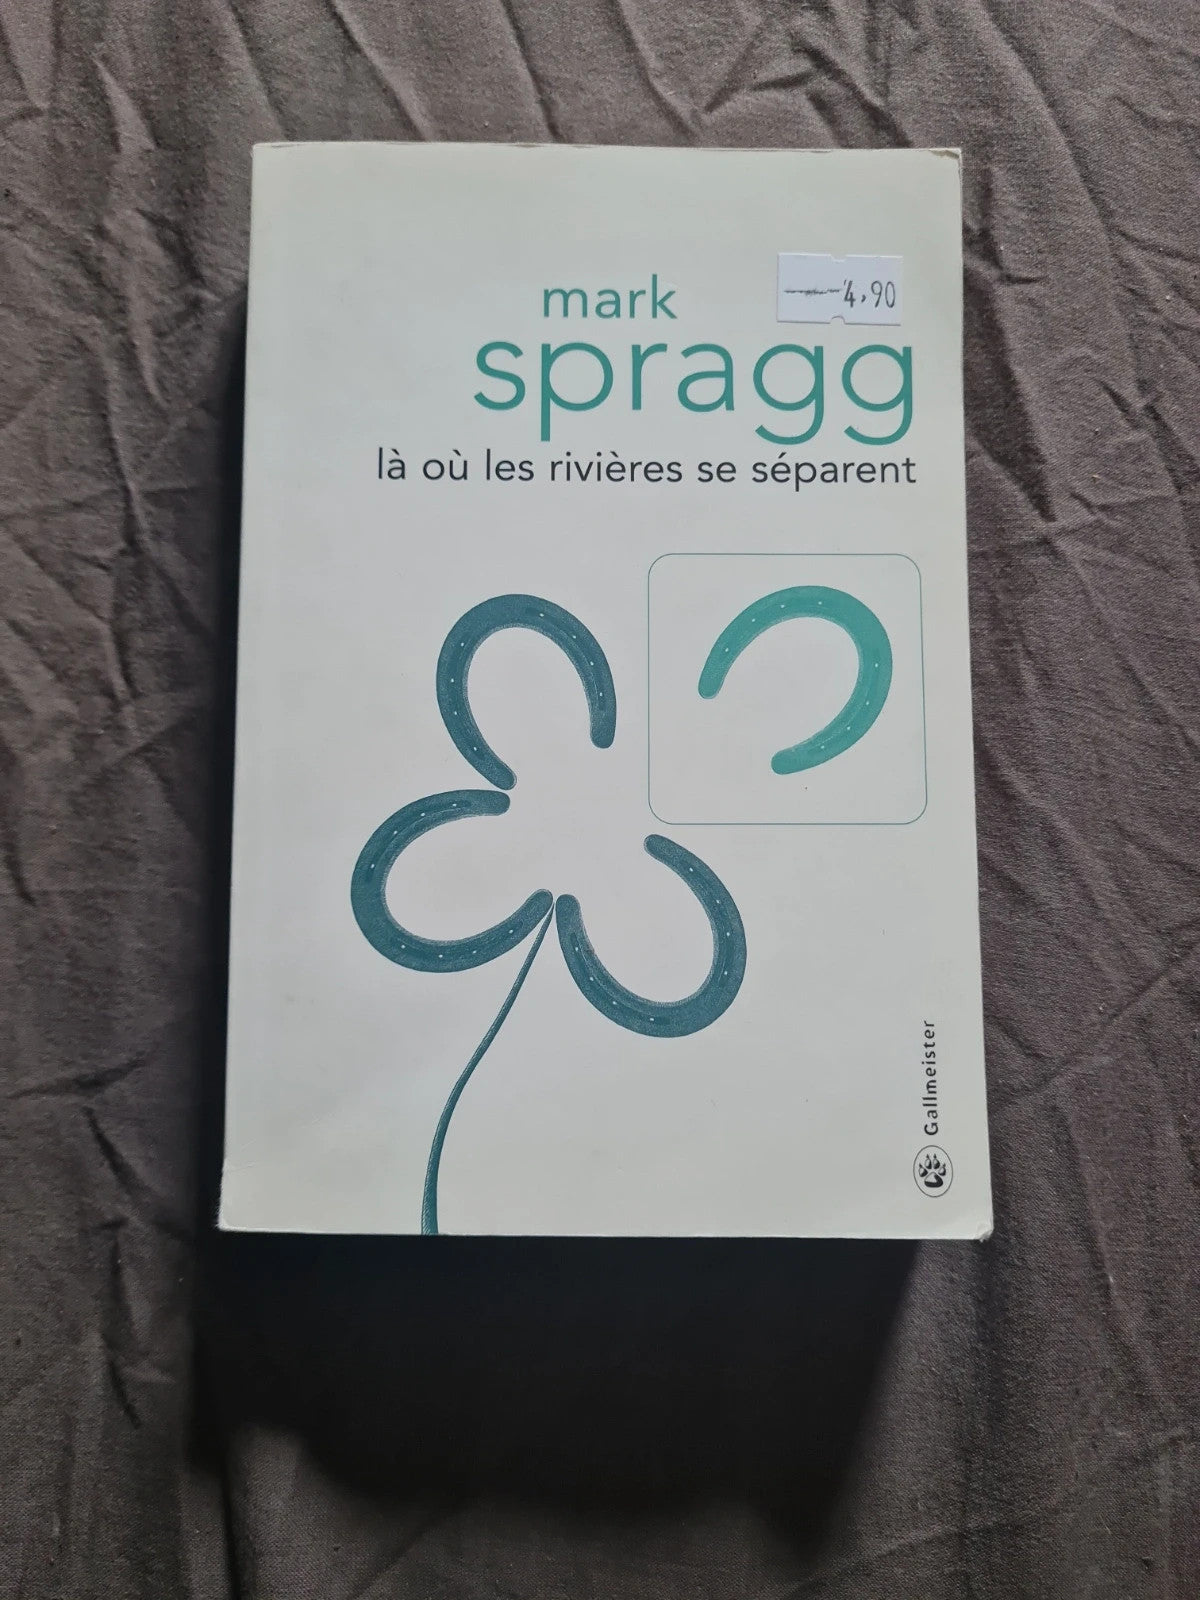 mark
4,90
spragg
là où les rivières se séparent
Gallmeister